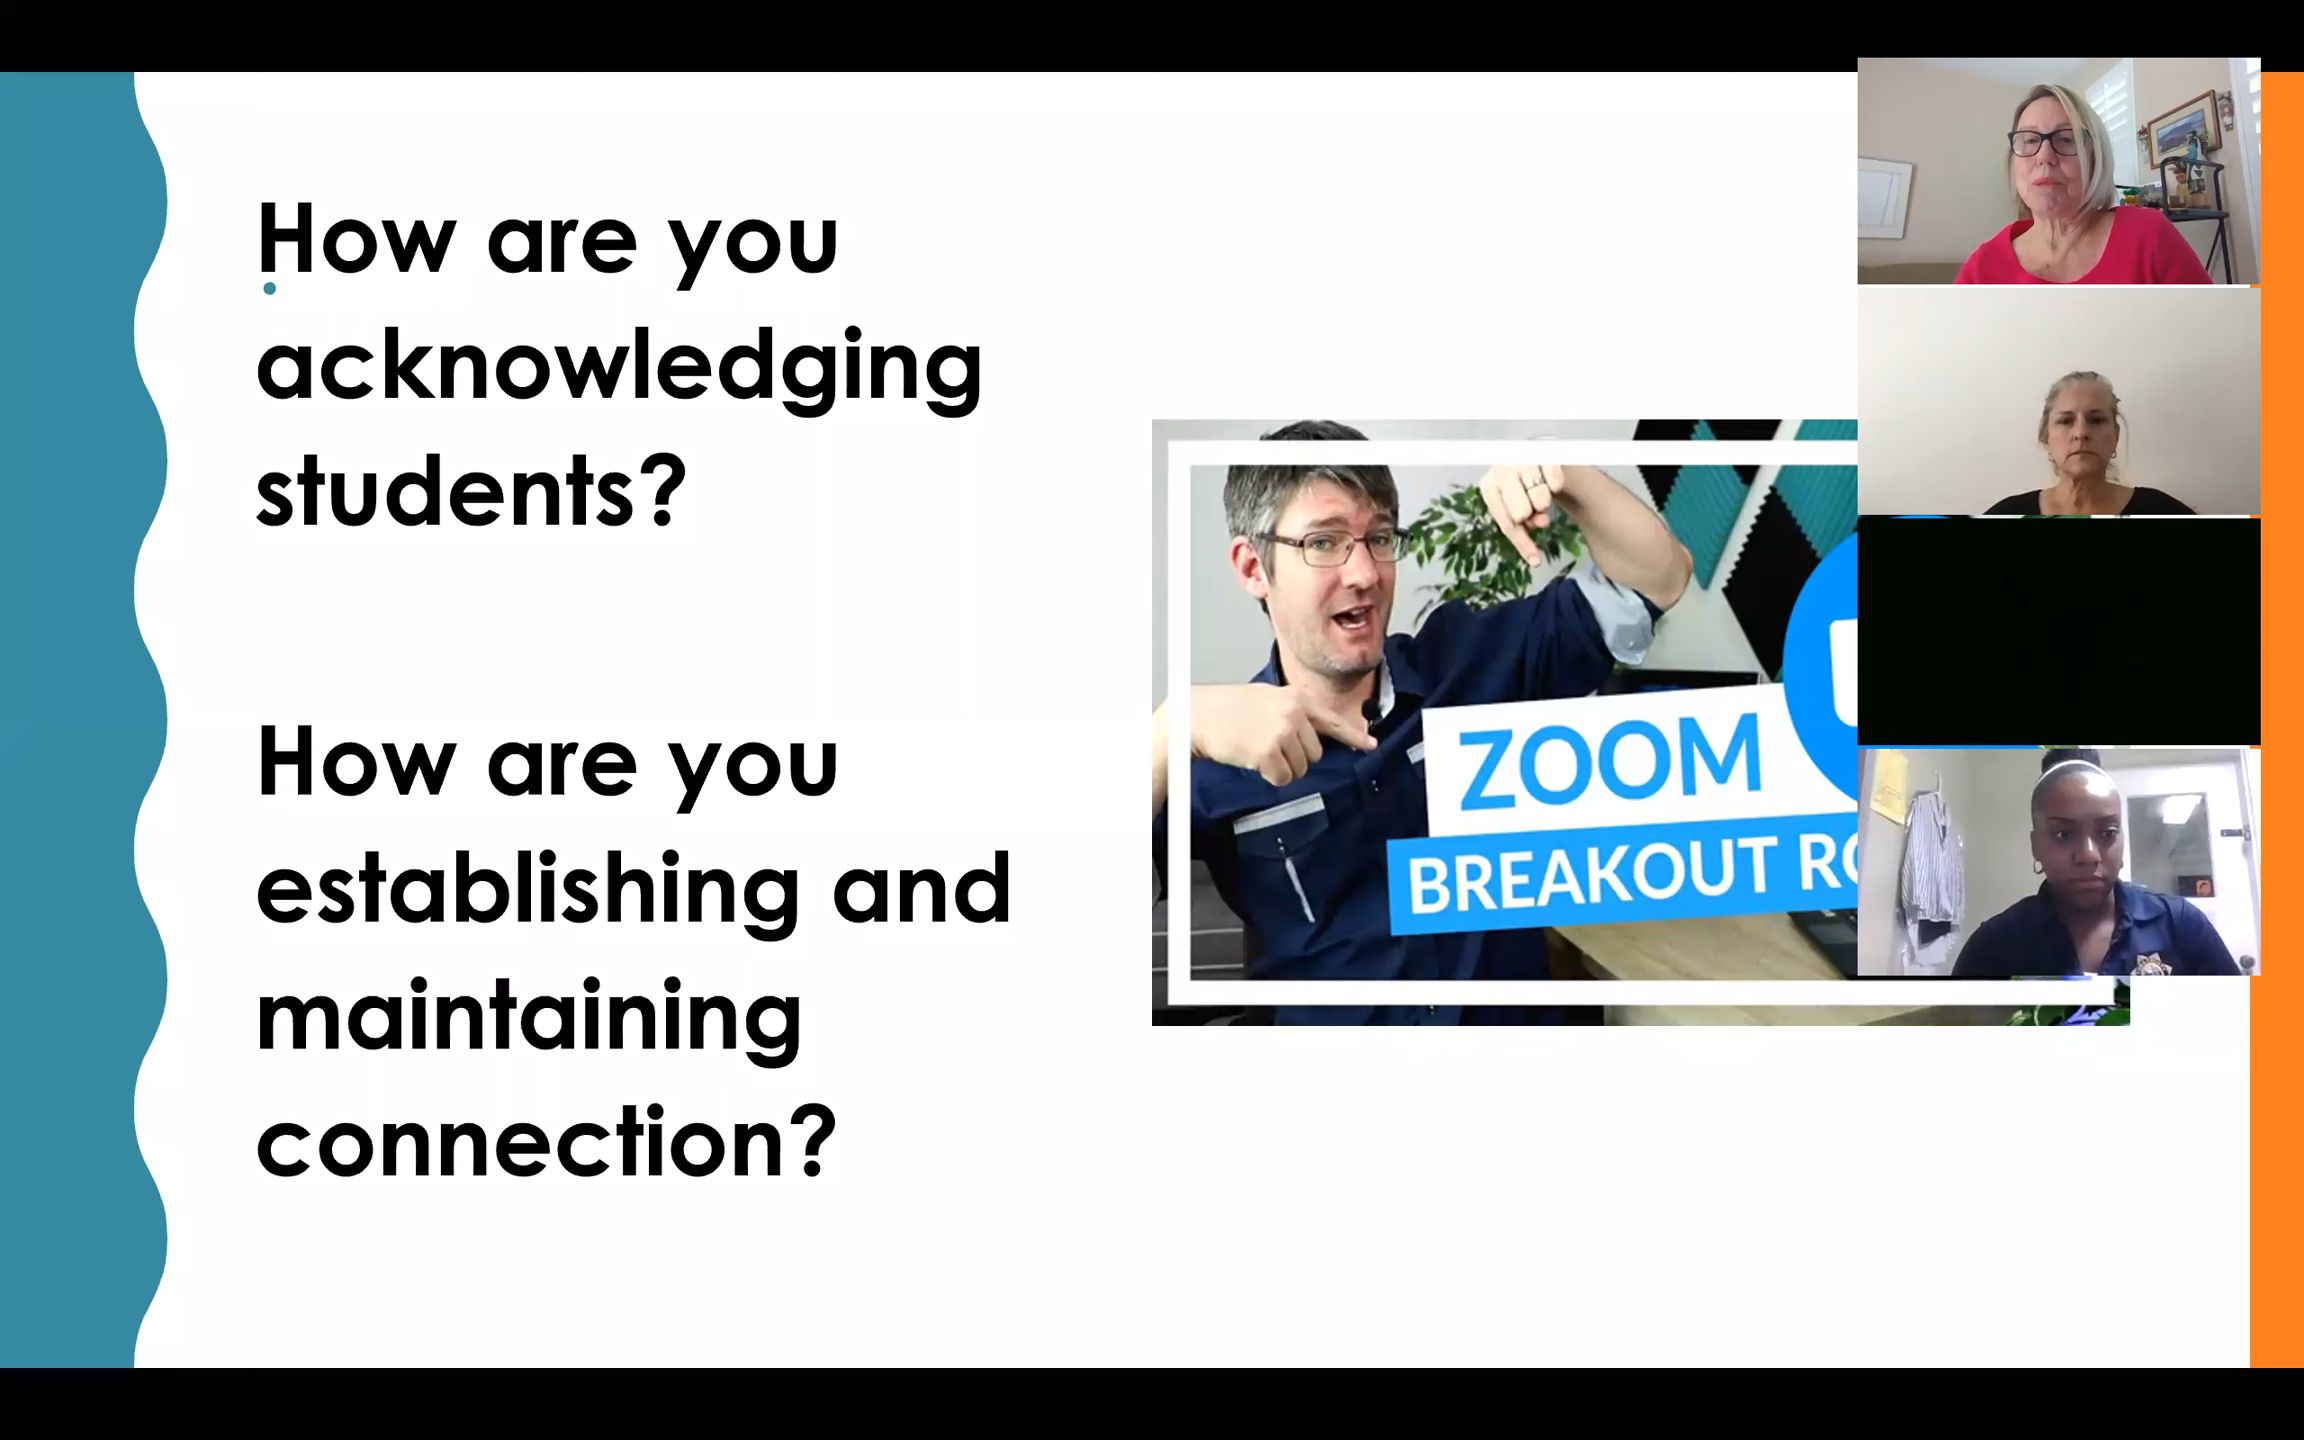 How are you
acknowledging
students?
How are you
establishing and
maintaining
connection?
ZOOM
BREAKOUT